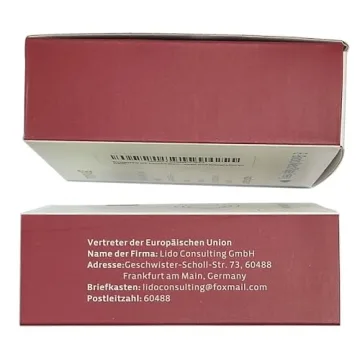 Vertreter der Europäischen Union
Name der Firma: Lido Consulting GmbH
Adresse:Geschwister-Scholl-Str. 73, 60488
Frankfurt am Main, Germany
Briefkasten: lidoconsulting@foxmail.com
Postleitzahl: 60488